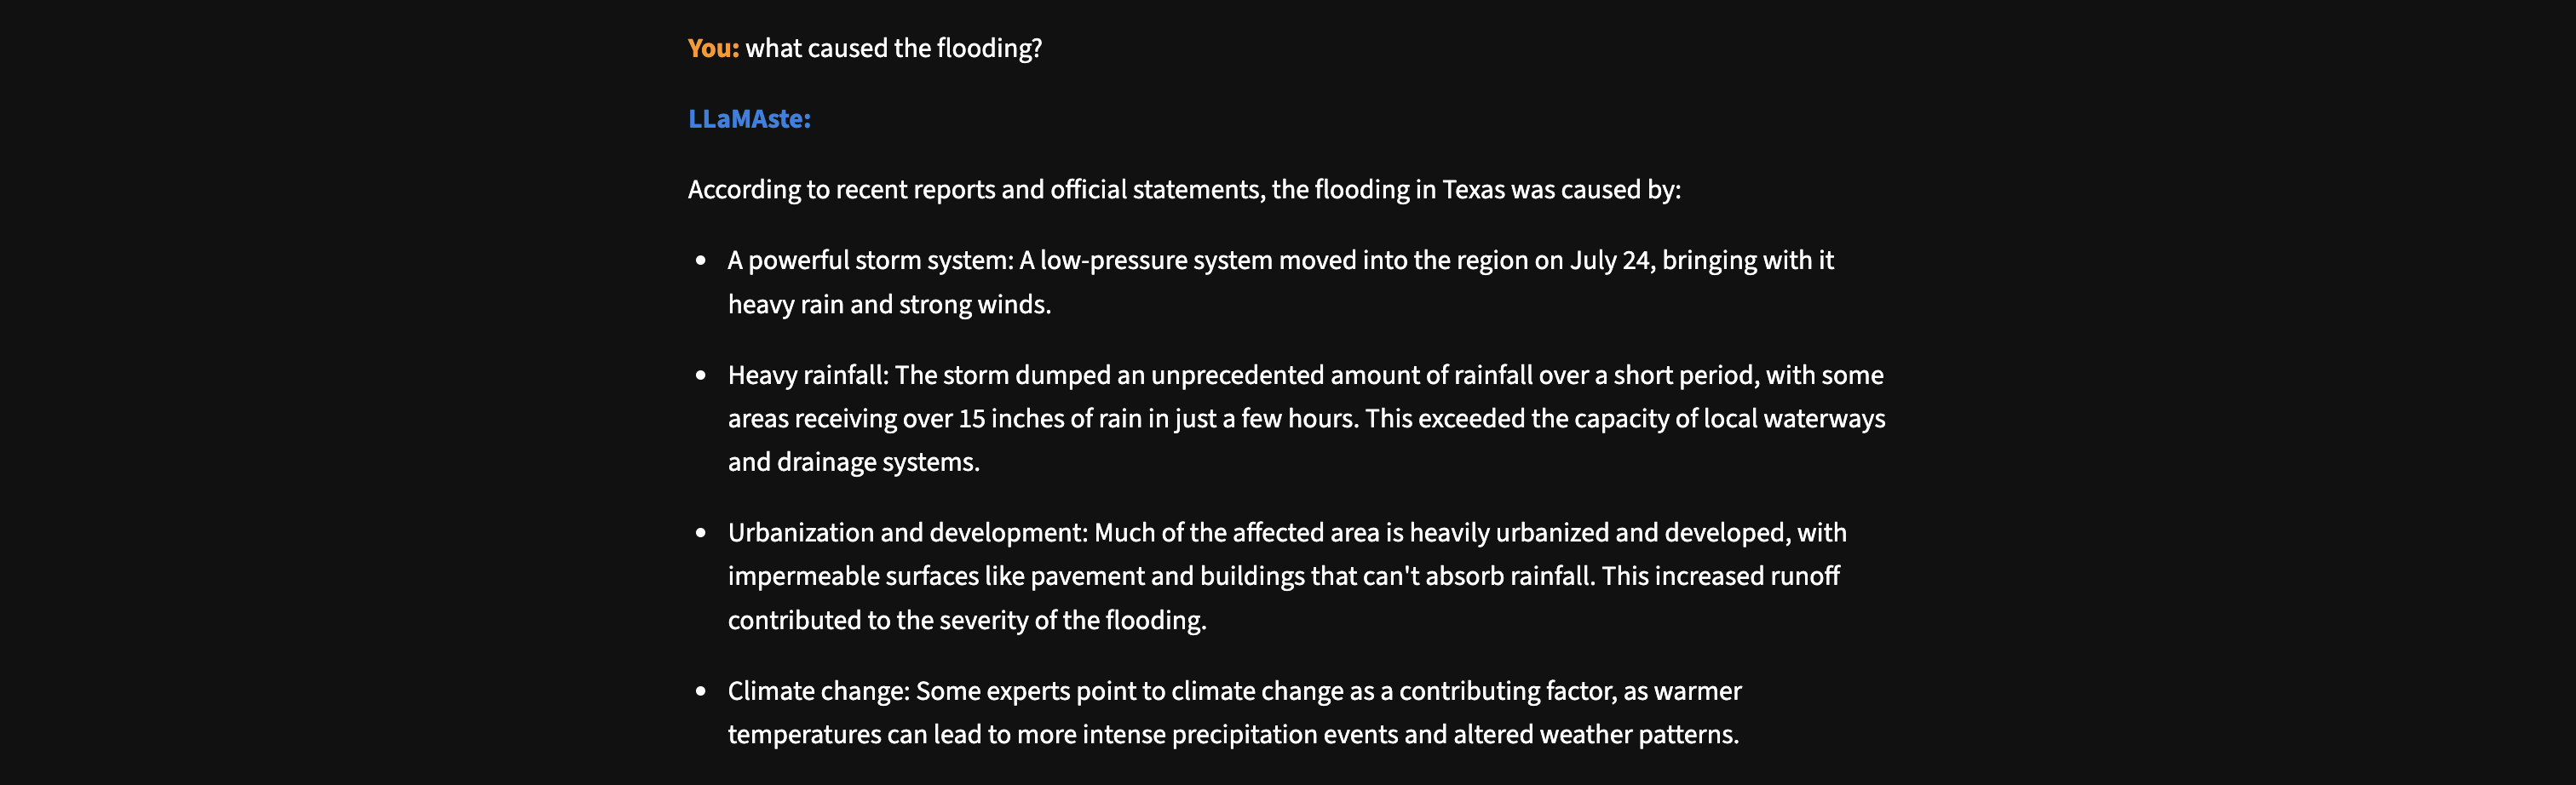 You: what caused the flooding?
LLaMAste:
According to recent reports and official statements, the flooding in Texas was caused by:
• A powerful storm system: A low-pressure system moved into the region on July 24, bringing with it
heavy rain and strong winds.
• Heavy rainfall: The storm dumped an unprecedented amount of rainfall over a short period, with some
areas receiving over 15 inches of rain in just a few hours. This exceeded the capacity of local waterways
and drainage systems.
• Urbanization and development: Much of the affected area is heavily urbanized and developed, with
impermeable surfaces like pavement and buildings that can't absorb rainfall. This increased runoff
contributed to the severity of the flooding.
• Climate change: Some experts point to climate change as a contributing factor, as warmer
temperatures can lead to more intense precipitation events and altered weather patterns.